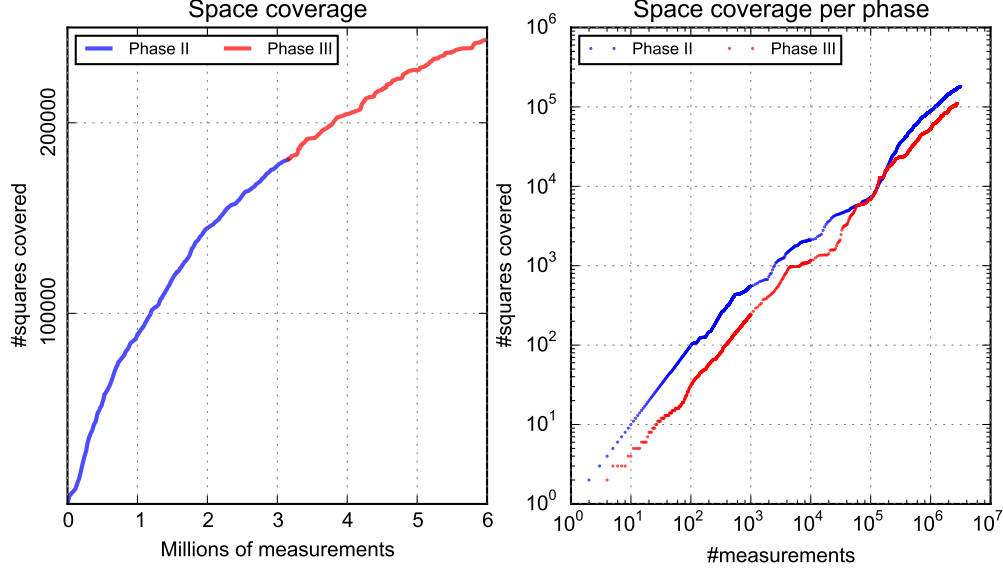 Space coverage
Phase II
Phase III
#squares covered
200000
100000
0 1 2 3 4 5 6
Millions of measurements
Space coverage per phase
Phase II
Phase III
#squares covered
10^6
10^5
10^4
10^3
10^2
10^1
10^0
10^0 10^1 10^2 10^3 10^4 10^5 10^6 10^7
#measurements